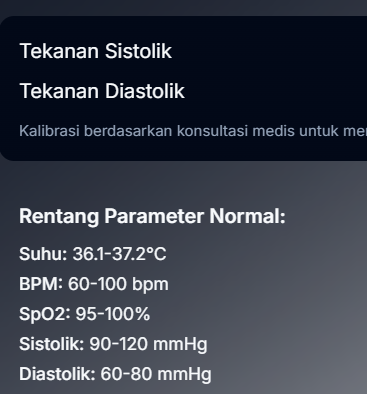 Tekanan Sistolik
Tekanan Diastolik
Kalibrasi berdasarkan konsultasi medis untuk
Rentang Parameter Normal:
Suhu: 36.1-37.2°C
BPM: 60-100 bpm
SpO2: 95-100%
Sistolik: 90-120 mmHg
Diastolik: 60-80 mmHg